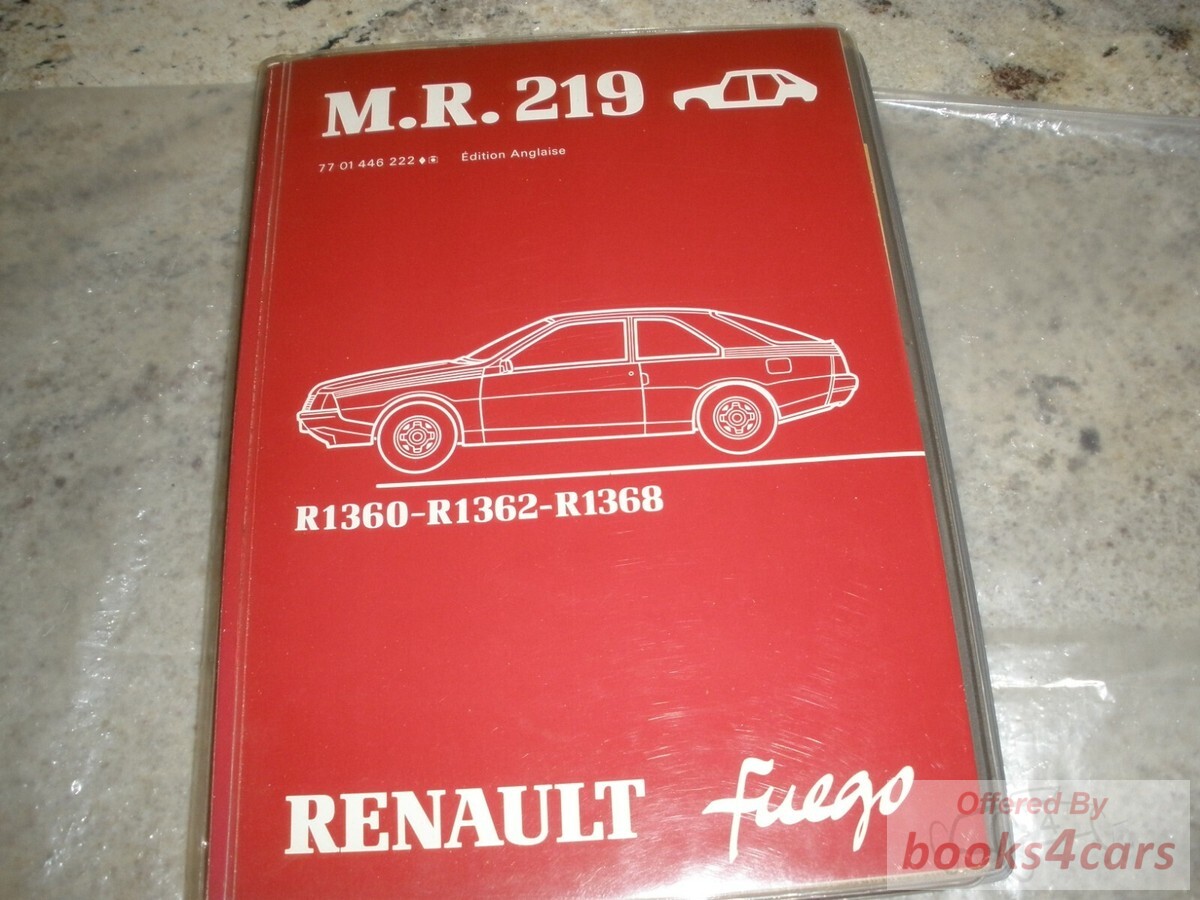 M.R. 219
77 01 446 222 Édition Anglaise
R1360-R1362-R1368
RENAULT Fuego
Offered By
books4cars